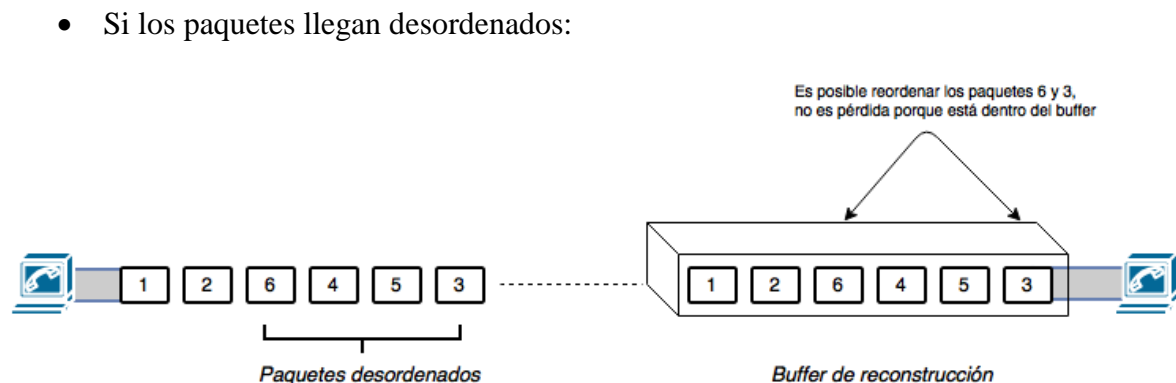 • Si los paquetes llegan desordenados:
Es posible reordenar los paquetes 6 y 3,
no es pérdida porque está dentro del buffer
1 2 6 4 5 3
1 2 6 4 5 3
Paquetes desordenados
Buffer de reconstrucción